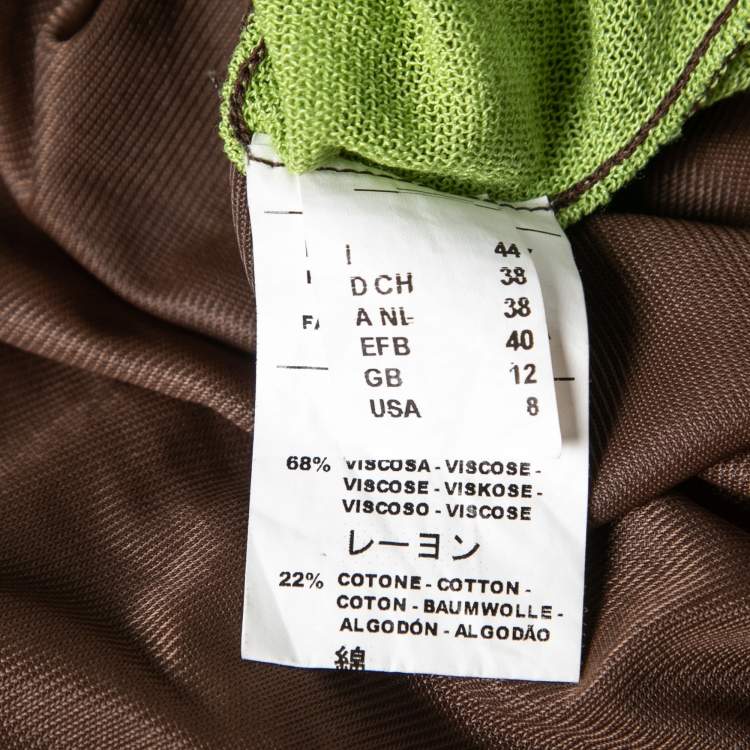 I 44
D CH 38
A NL 38
EFB 40
GB 12
USA 8
68% VISCOSA - VISCOSE -
VISCOSE - VISKOSE -
VISCOSO - VISCOSE
レーヨン
22% COTONE - COTTON -
COTON - BAUMWOLLE -
ALGODÓN - ALGODÃO
綿